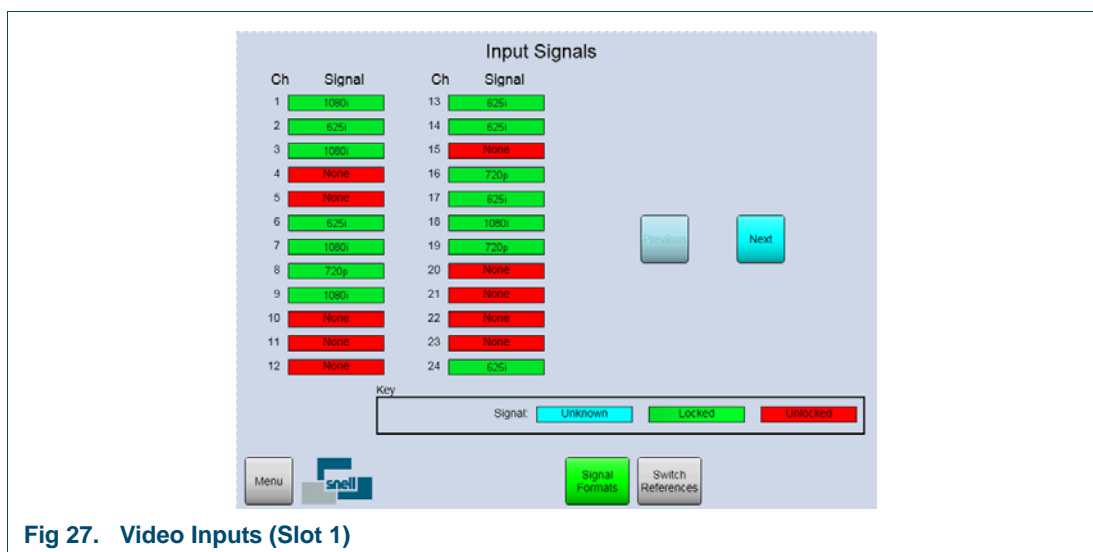 Input Signals
Ch Signal Ch Signal
1 1080i 13 625i
2 625i 14 625i
3 1080i 15 None
4 None 16 720p
5 None 17 625i
6 625i 18 1080i
7 1080i 19 720p
8 720p 20 None
9 1080i 21 None
10 None 22 None
11 None 23 None
12 None 24 625i
Previous Next
Key
Signal: Unknown Locked Unlocked
Menu snell Signal Formats Switch References
Fig 27. Video Inputs (Slot 1)